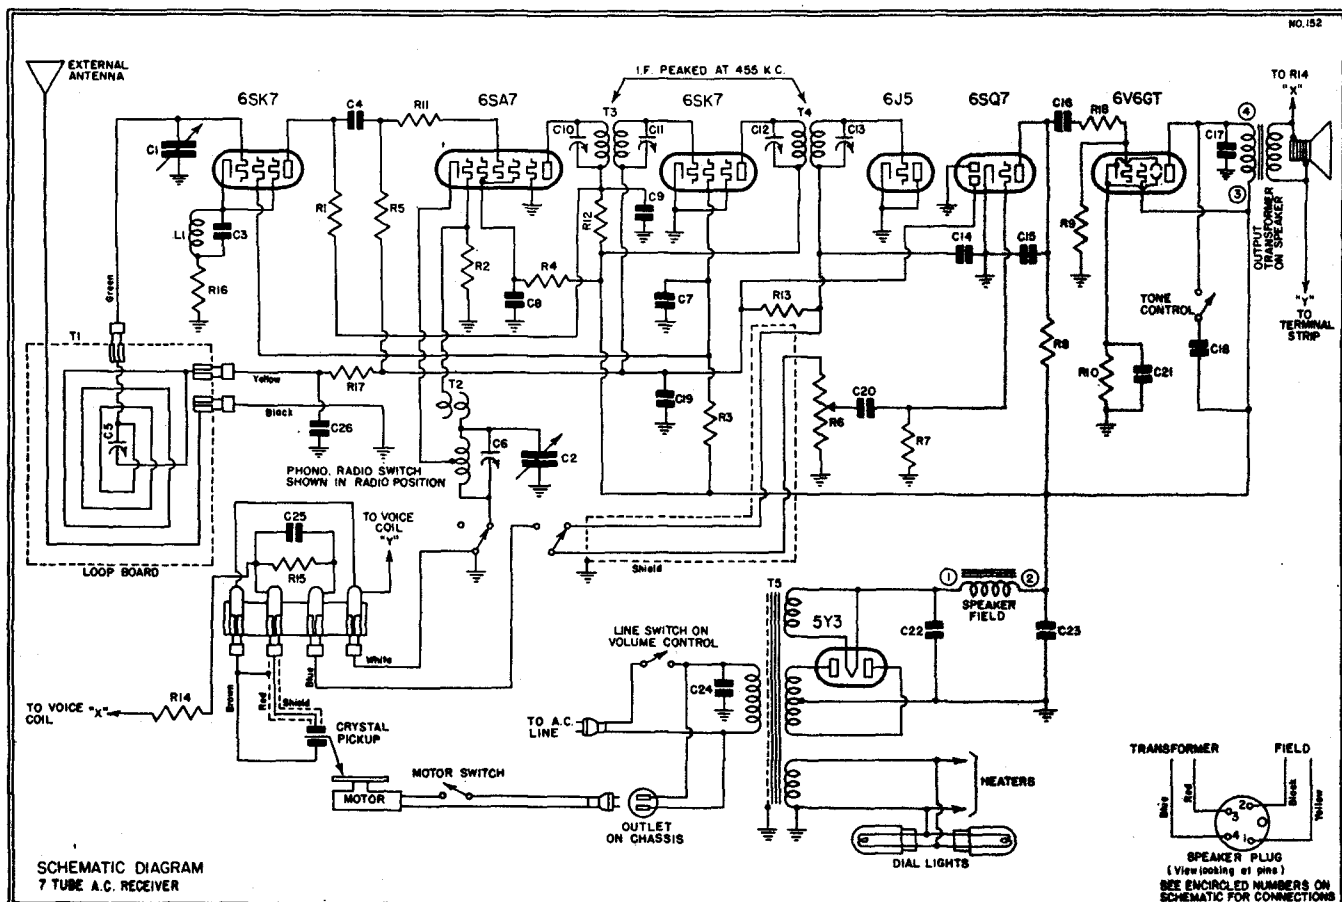 NO. 152
EXTERNAL
ANTENNA
I.F. PEAKED AT 455 K C.
TO R14
"X"
6SK7
C4
R11
6SA7
T3
6SK7
T4
6J5
6SQ7
C16
R18
6V6GT
4
C17
C1
C10
C11
C12
C13
3
R1
R5
R12
C9
R9
L1
C3
R2
R4
C14
C15
OUTPUT
TRANSFORMER
ON SPEAKER
R16
C8
C7
R13
Green
TONE
CONTROL
"Y"
TO
TERMINAL
STRIP
T1
R8
C18
Yellow
R17
T2
C19
R3
R6
C20
R7
R10
C21
Black
C26
C5
C6
C2
PHONO. RADIO SWITCH
SHOWN IN RADIO POSITION
C25
TO VOICE
COIL
"Y"
R15
LOOP BOARD
Shield
T5
1
2
SPEAKER
FIELD
5Y3
C22
C23
LINE SWITCH ON
VOLUME CONTROL
White
Blue
C24
R14
Brown
Red
Shield
TO VOICE "X"
COIL
CRYSTAL
PICKUP
TO A.C.
LINE
TRANSFORMER
FIELD
MOTOR SWITCH
HEATERS
MOTOR
Blue
Red
Black
Yellow
2
3
4
1
OUTLET
ON CHASSIS
DIAL LIGHTS
SPEAKER PLUG
(View looking at pins)
SEE ENCIRCLED NUMBERS ON
SCHEMATIC FOR CONNECTIONS
SCHEMATIC DIAGRAM
7 TUBE A.C. RECEIVER